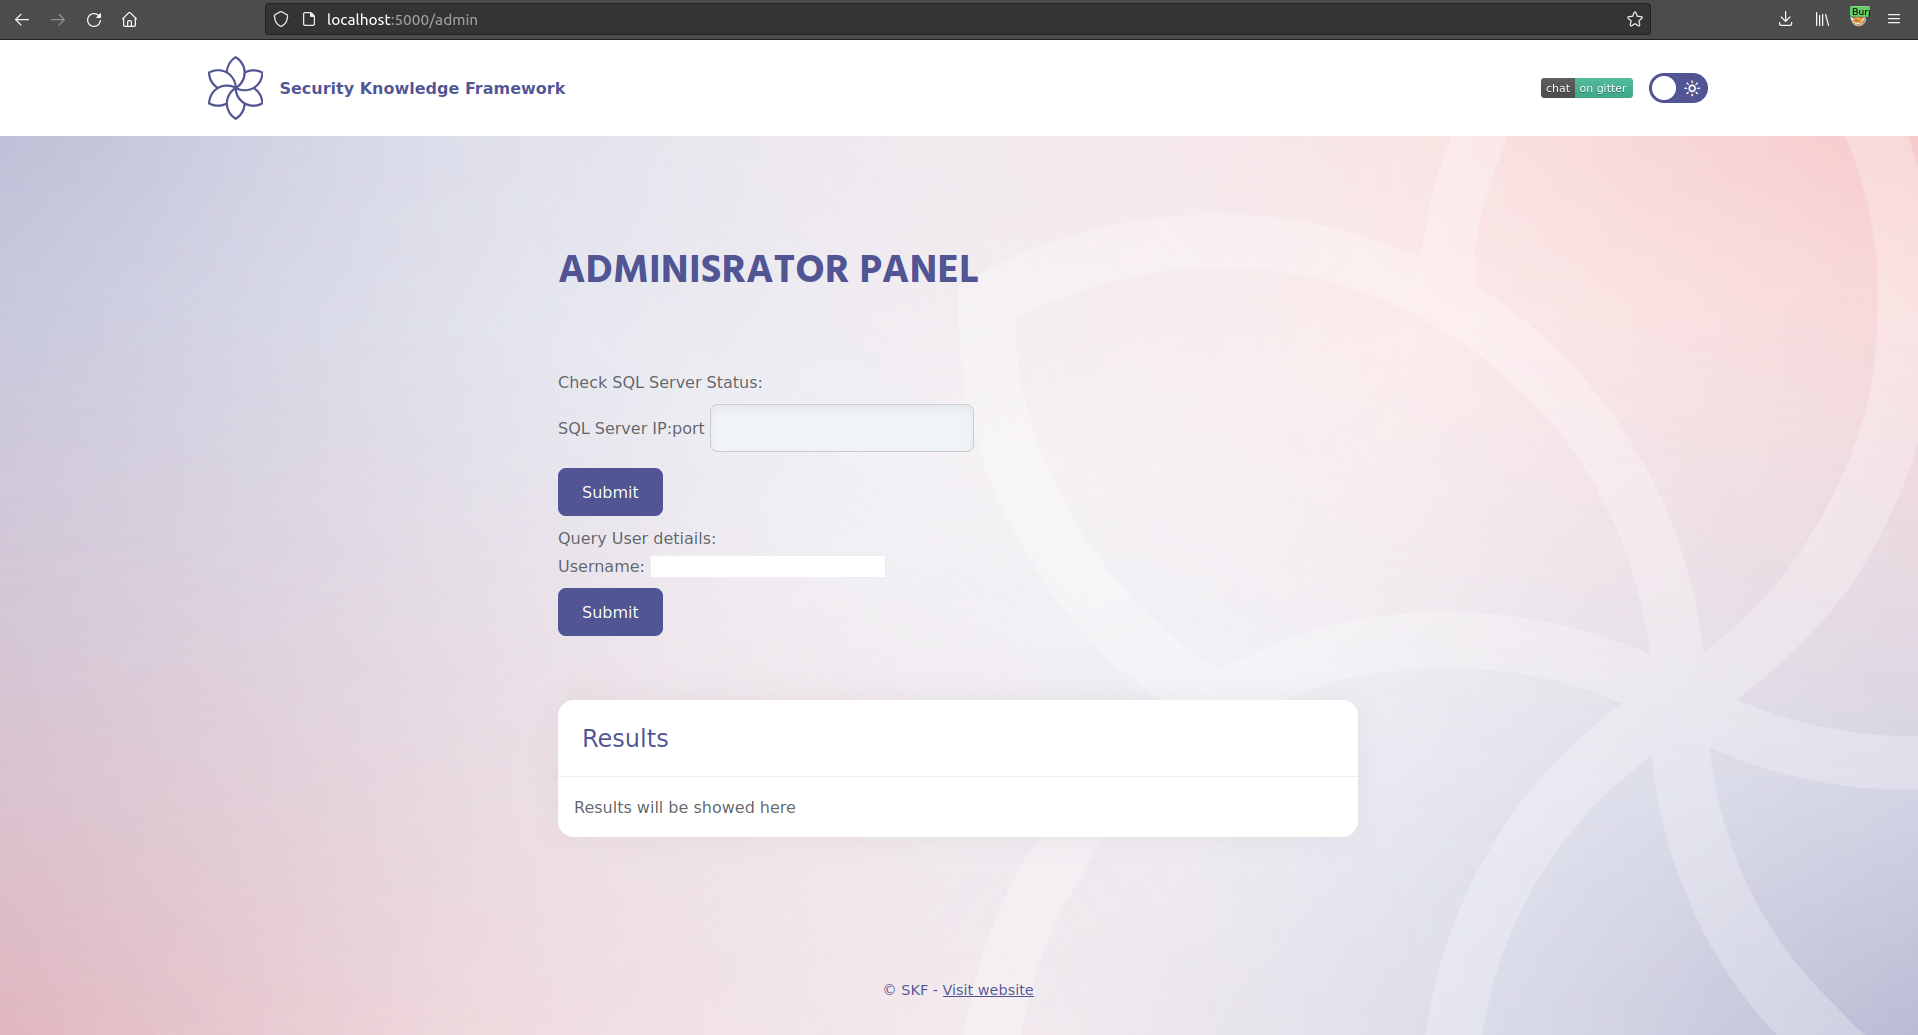 localhost:5000/admin
Bur
Security Knowledge Framework
chat on gitter
ADMINISRATOR PANEL
Check SQL Server Status:
SQL Server IP:port
Submit
Query User detiails:
Username:
Submit
Results
Results will be showed here
© SKF - Visit website